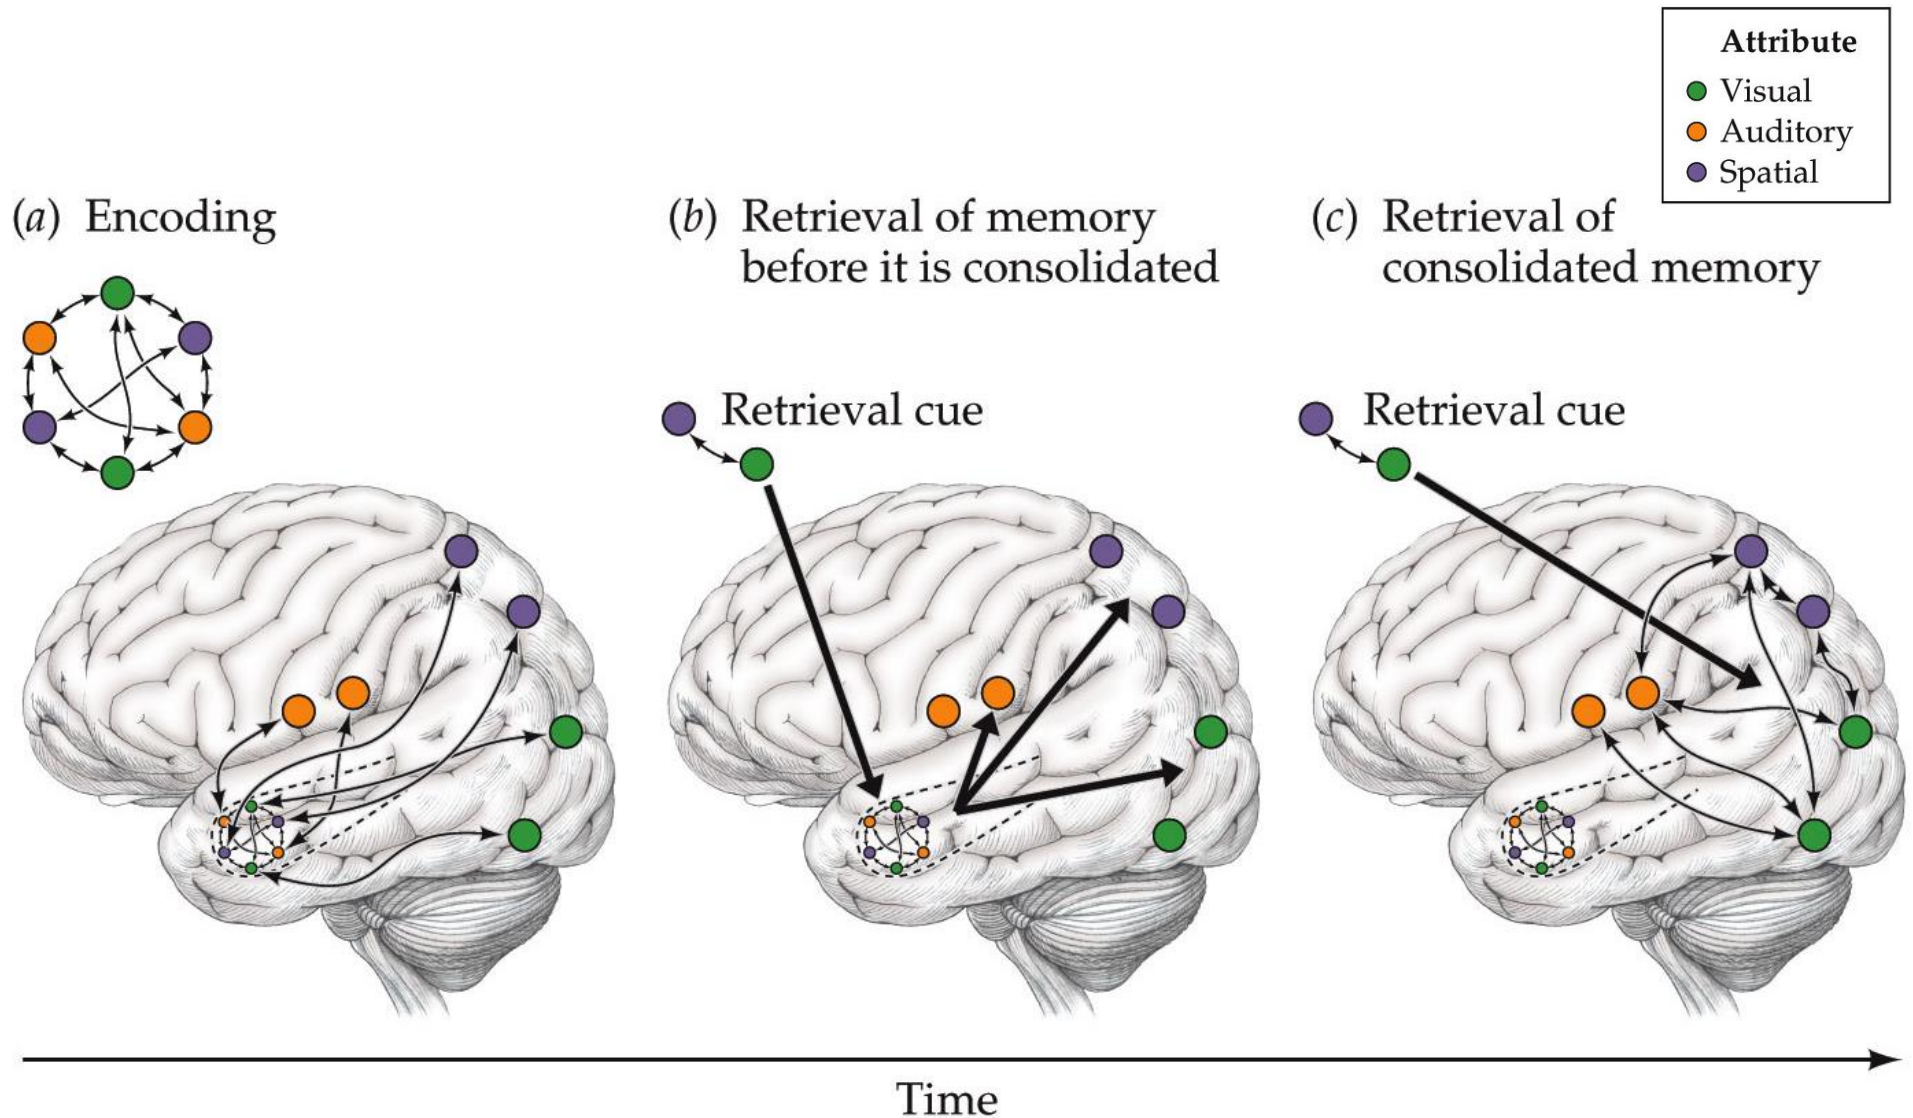 Attribute
Visual
Auditory
Spatial
(a) Encoding
(b) Retrieval of memory
before it is consolidated
(c) Retrieval of
consolidated memory
Retrieval cue
Retrieval cue
Time